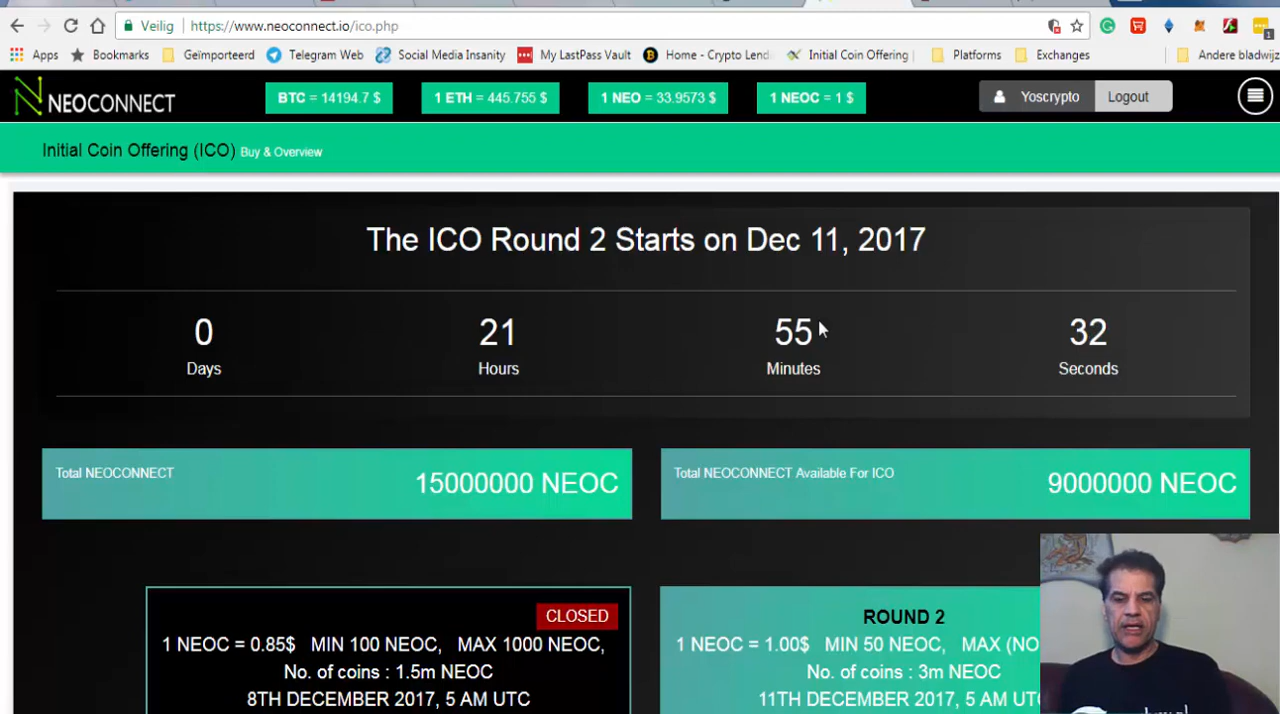 Veilig https://www.neoconnect.io/ico.php
Apps Bookmarks Geïmporteerd Telegram Web Social Media Insanity My LastPass Vault Home - Crypto Lend Initial Coin Offering Platforms Exchanges Andere bladwijz
NEOCONNECT BTC = 14194.7 $ 1 ETH = 445.755 $ 1 NEO = 33.9573 $ 1 NEOC = 1 $ Yoscrypto Logout
Initial Coin Offering (ICO) Buy & Overview
The ICO Round 2 Starts on Dec 11, 2017
0 21 55 32
Days Hours Minutes Seconds
Total NEOCONNECT 15000000 NEOC Total NEOCONNECT Available For ICO 9000000 NEOC
CLOSED
1 NEOC = 0.85$ MIN 100 NEOC, MAX 1000 NEOC,
No. of coins : 1.5m NEOC
8TH DECEMBER 2017, 5 AM UTC
ROUND 2
1 NEOC = 1.00$ MIN 50 NEOC, MAX (NO
No. of coins : 3m NEOC
11TH DECEMBER 2017, 5 AM UTC